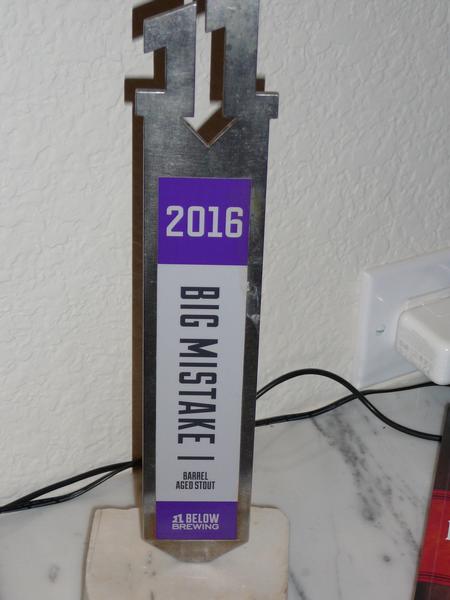 11
2016
BIG MISTAKE I
BARREL
AGED STOUT
11 BELOW
BREWING